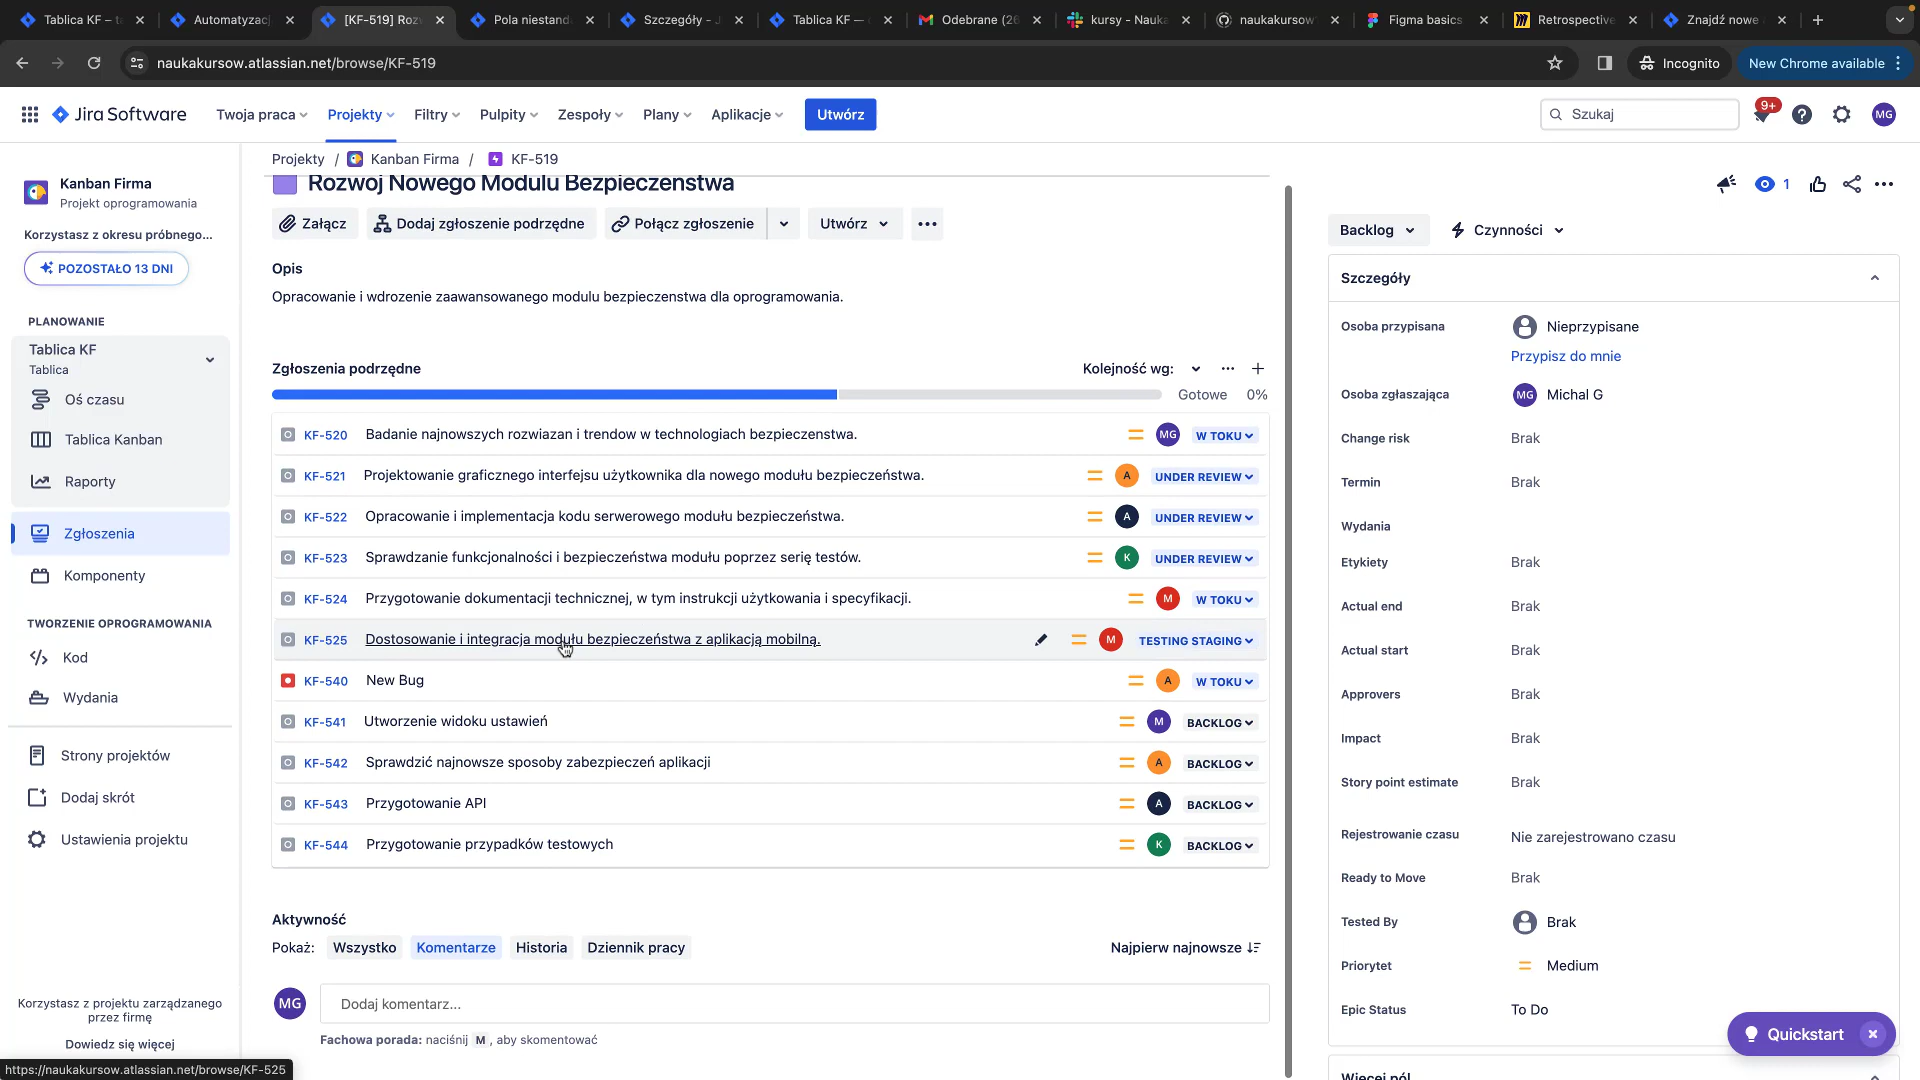 Tablica KF – t
Automatyzacj
[KF-519] Rozw
Pola niestand
Szczegóły - J
Tablica KF —
Odebrane (26
kursy - Nauka
naukakursow
Figma basics
Retrospective
Znajdź nowe
naukakursow.atlassian.net/browse/KF-519
Incognito
New Chrome available
Jira Software
Twoja praca
Projekty
Filtry
Pulpity
Zespoły
Plany
Aplikacje
Utwórz
Szukaj
9+
MG
Kanban Firma
Projekt oprogramowania
Korzystasz z okresu próbnego...
POZOSTAŁO 13 DNI
PLANOWANIE
Tablica KF
Tablica
Oś czasu
Tablica Kanban
Raporty
Zgłoszenia
Komponenty
TWORZENIE OPROGRAMOWANIA
Kod
Wydania
Strony projektów
Dodaj skrót
Ustawienia projektu
Korzystasz z projektu zarządzanego
przez firmę
Dowiedz się więcej
https://naukakursow.atlassian.net/browse/KF-525
Projekty / Kanban Firma / KF-519
Rozwoj Nowego Modulu Bezpieczenstwa
Załącz
Dodaj zgłoszenie podrzędne
Połącz zgłoszenie
Utwórz
Opis
Opracowanie i wdrozenie zaawansowanego modulu bezpieczenstwa dla oprogramowania.
Zgłoszenia podrzędne
Kolejność wg:
Gotowe 0%
KF-520 Badanie najnowszych rozwiazan i trendow w technologiach bezpieczenstwa. MG W TOKU
KF-521 Projektowanie graficznego interfejsu użytkownika dla nowego modułu bezpieczeństwa. A UNDER REVIEW
KF-522 Opracowanie i implementacja kodu serwerowego modułu bezpieczeństwa. A UNDER REVIEW
KF-523 Sprawdzanie funkcjonalności i bezpieczeństwa modułu poprzez serię testów. K UNDER REVIEW
KF-524 Przygotowanie dokumentacji technicznej, w tym instrukcji użytkowania i specyfikacji. M W TOKU
KF-525 Dostosowanie i integracja modułu bezpieczeństwa z aplikacją mobilną. M TESTING STAGING
KF-540 New Bug A W TOKU
KF-541 Utworzenie widoku ustawień M BACKLOG
KF-542 Sprawdzić najnowsze sposoby zabezpieczeń aplikacji A BACKLOG
KF-543 Przygotowanie API A BACKLOG
KF-544 Przygotowanie przypadków testowych K BACKLOG
Aktywność
Pokaż: Wszystko Komentarze Historia Dziennik pracy
Najpierw najnowsze
MG
Dodaj komentarz...
Fachowa porada: naciśnij M , aby skomentować
1
Backlog
Czynności
Szczegóły
Osoba przypisana Nieprzypisane
Przypisz do mnie
Osoba zgłaszająca MG Michal G
Change risk Brak
Termin Brak
Wydania
Etykiety Brak
Actual end Brak
Actual start Brak
Approvers Brak
Impact Brak
Story point estimate Brak
Rejestrowanie czasu Nie zarejestrowano czasu
Ready to Move Brak
Tested By Brak
Priorytet Medium
Epic Status To Do
Quickstart
Więcej pól